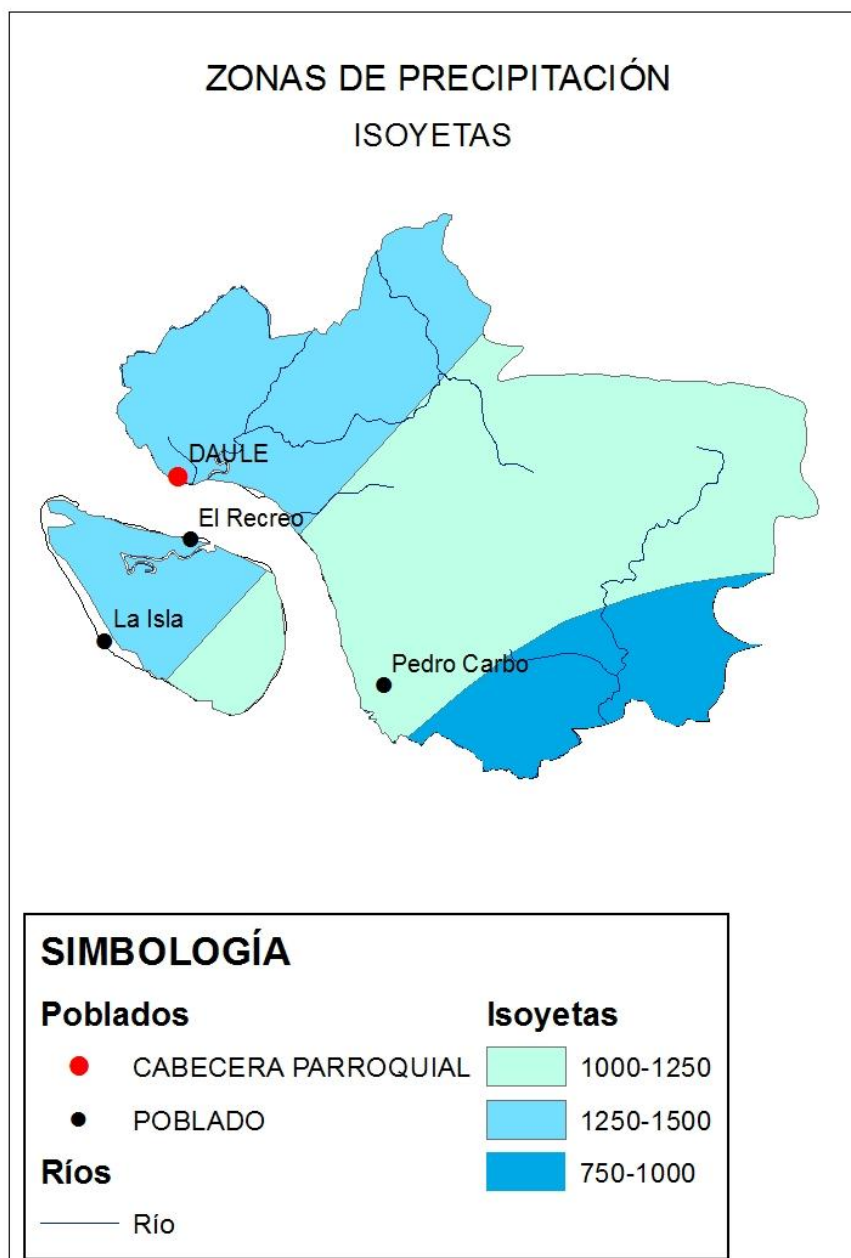 ZONAS DE PRECIPITACIÓN
ISOYETAS
DAULE
El Recreo
La Isla
Pedro Carbo
SIMBOLOGÍA
Poblados
CABECERA PARROQUIAL
POBLADO
Ríos
Río
Isoyetas
1000-1250
1250-1500
750-1000